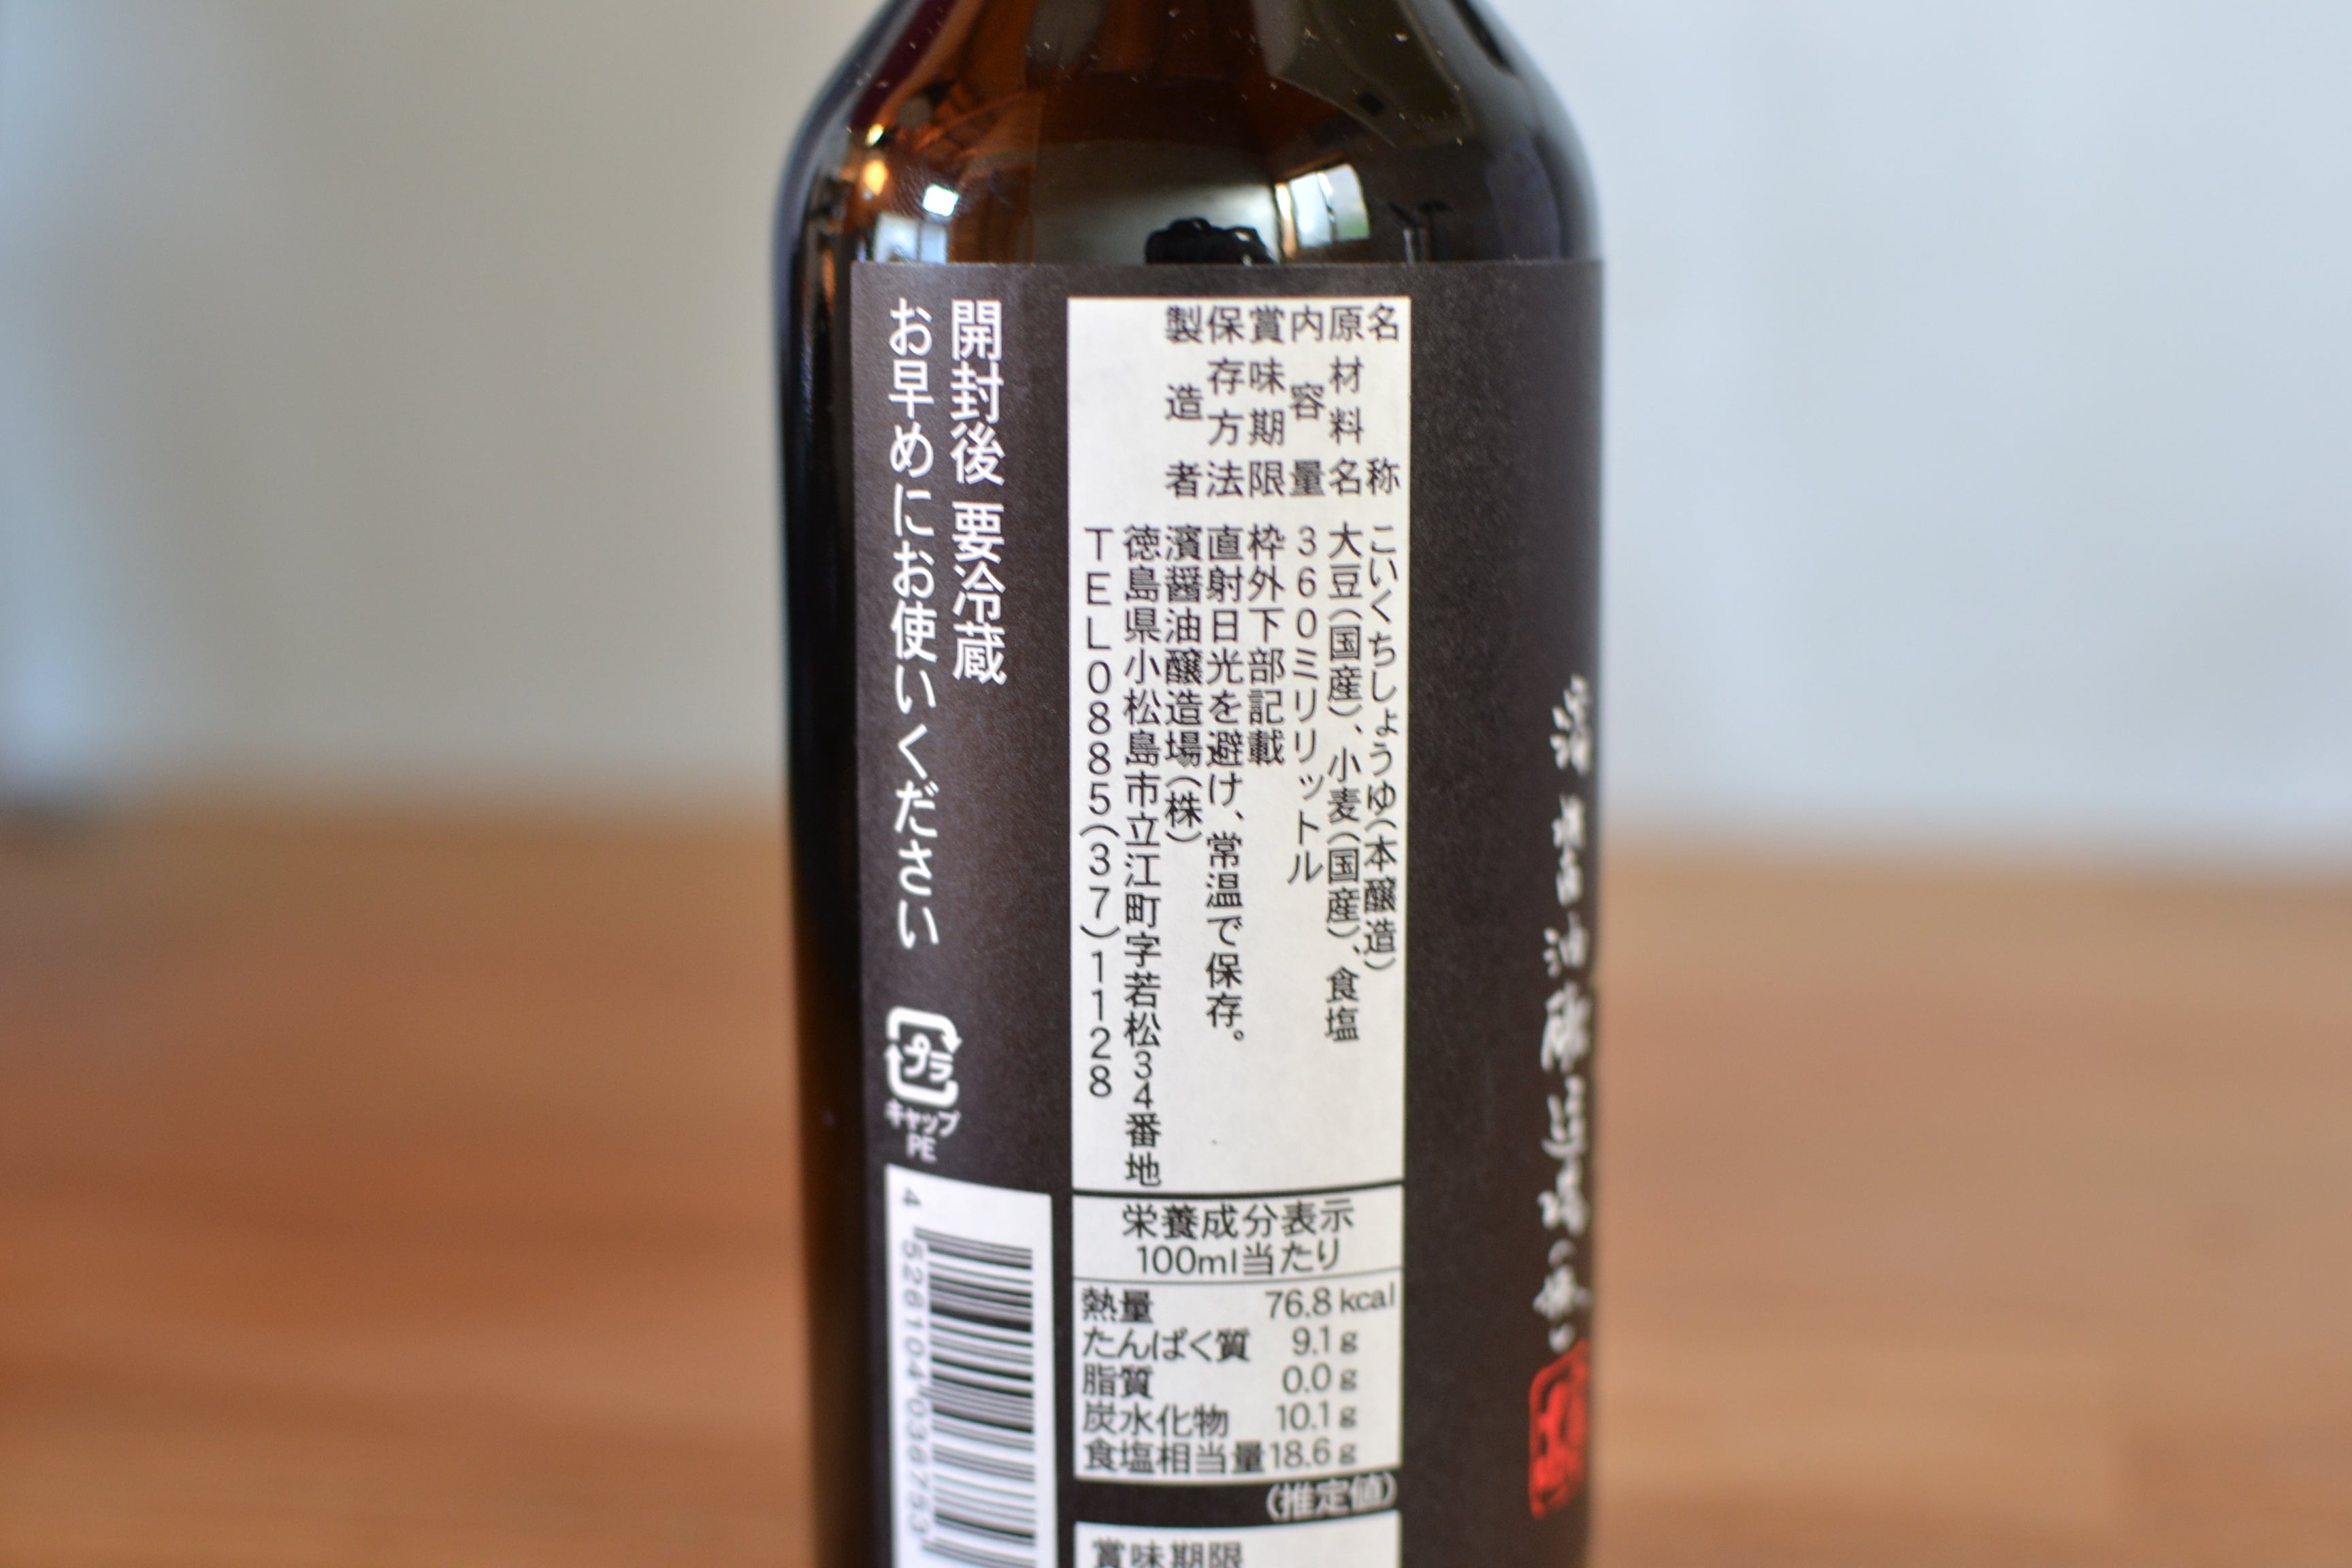 名称 こいくちしょうゆ(本醸造)
原材料名 大豆(国産)、小麦(国産)、食塩
内容量 360ミリリットル
賞味期限 枠外下部記載
保存方法 直射日光を避け、常温で保存。
製造者 濱醤油醸造場(株)
徳島県小松島市立江町字若松34番地
TEL0885(37)1128
開封後 要冷蔵
お早めにお使いください
プラ
キャップ
PE
栄養成分表示
100ml当たり
熱量 76.8kcal
たんぱく質 9.1g
脂質 0.0g
炭水化物 10.1g
食塩相当量18.6g
(推定値)
賞味期限